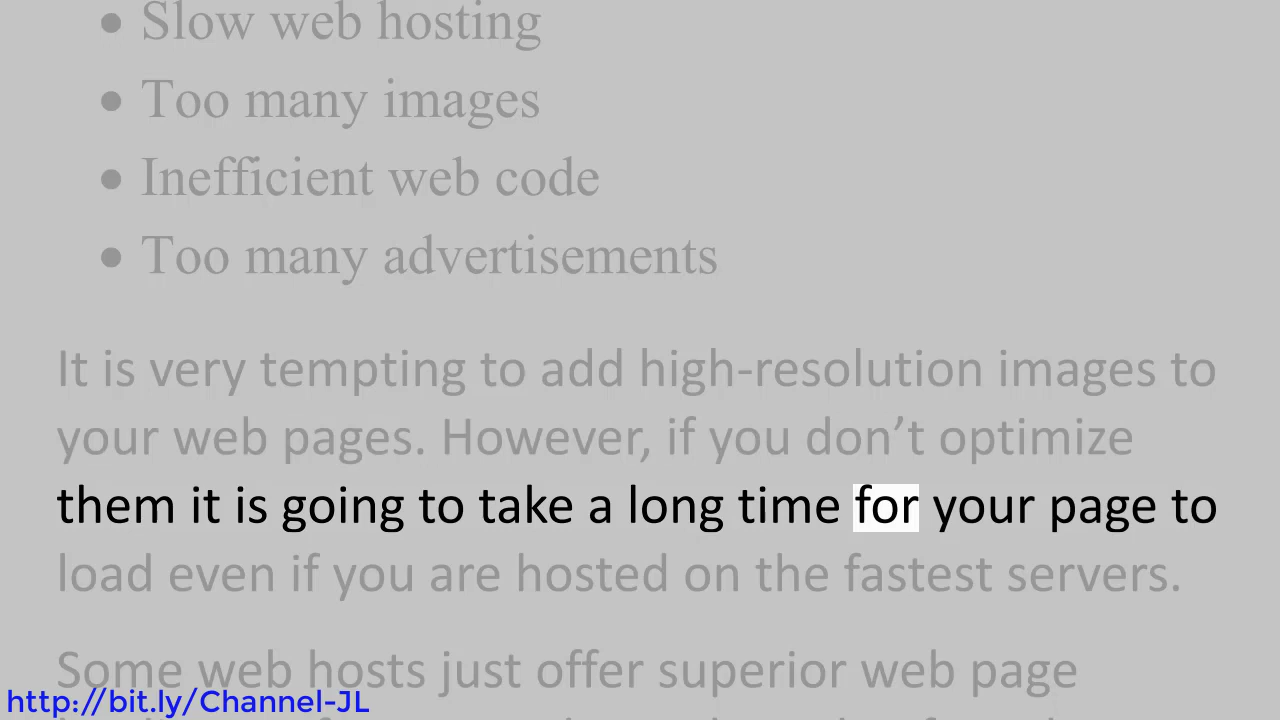 • Slow web hosting
• Too many images
• Inefficient web code
• Too many advertisements
It is very tempting to add high-resolution images to
your web pages. However, if you don’t optimize
them it is going to take a long time for your page to
load even if you are hosted on the fastest servers.
Some web hosts just offer superior web page
http://bit.ly/Channel-JL